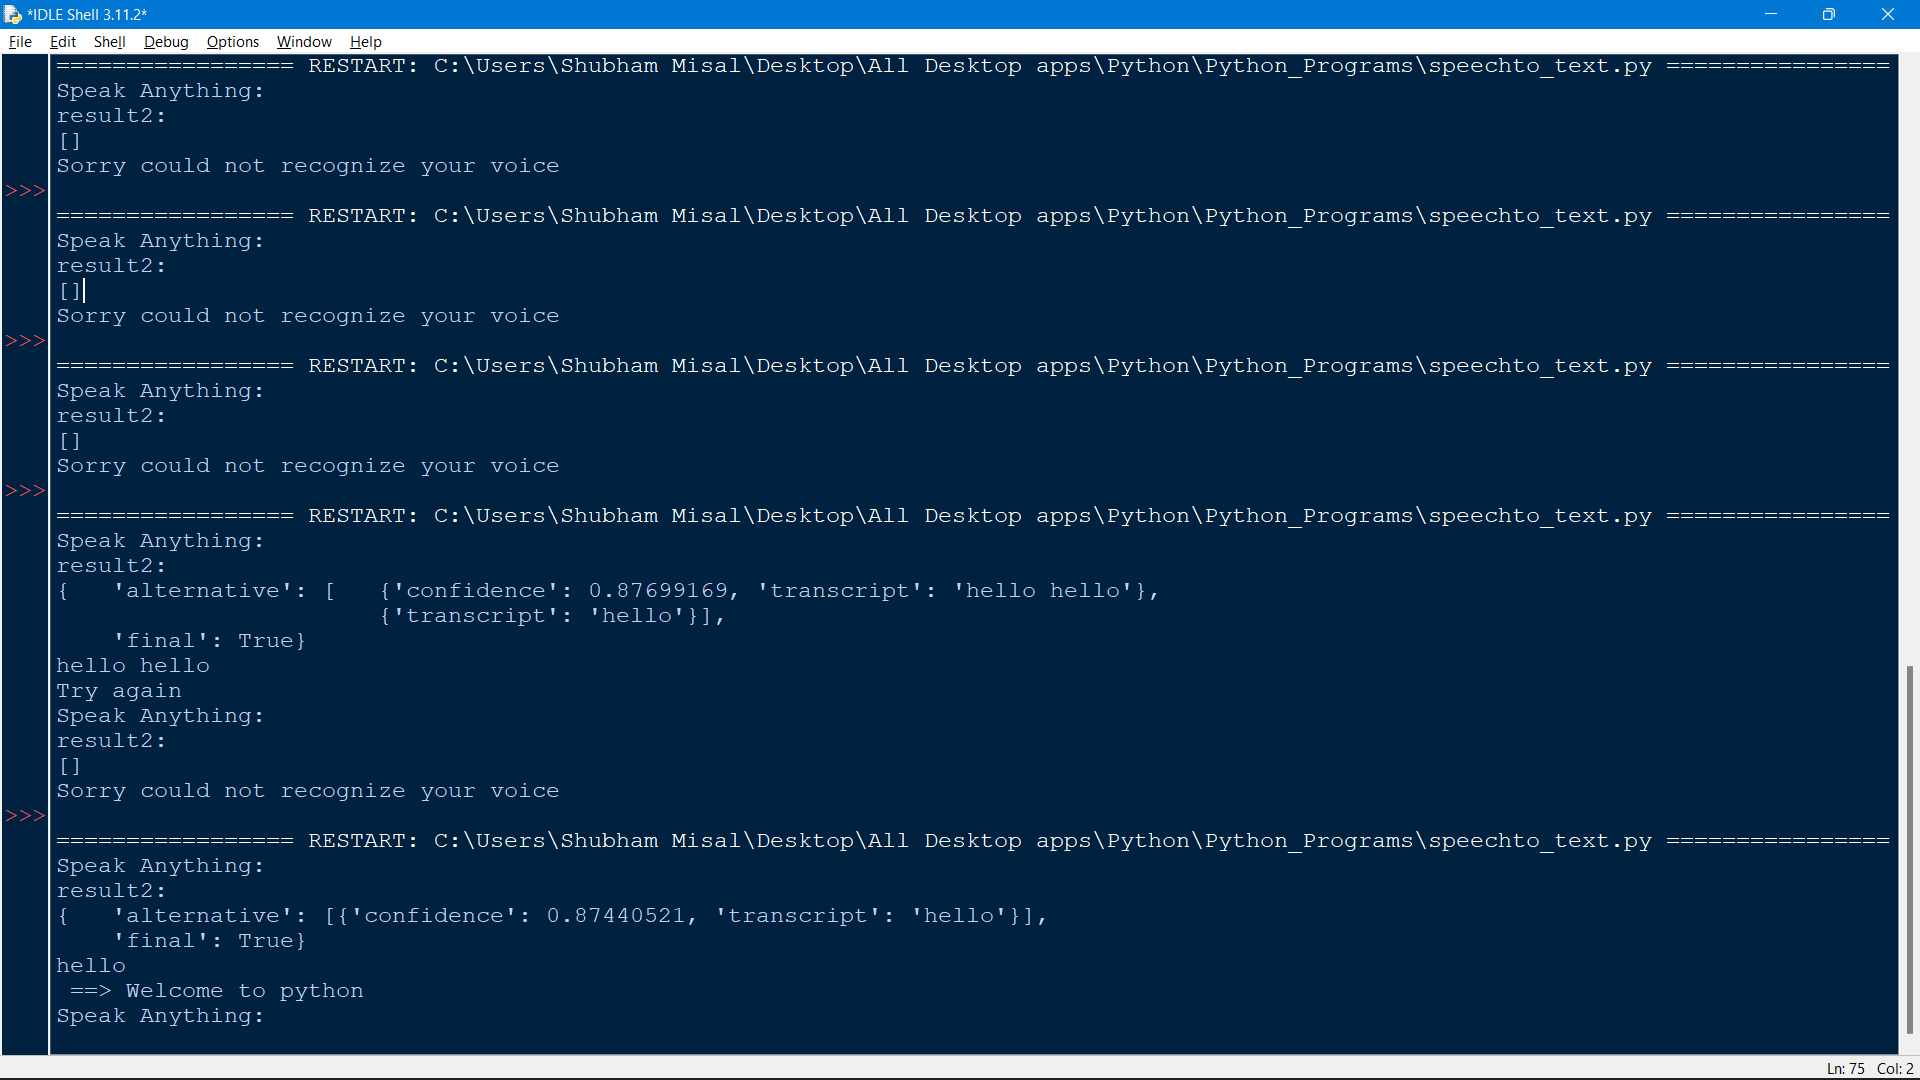 *IDLE Shell 3.11.2*
File Edit Shell Debug Options Window Help
================= RESTART: C:\Users\Shubham Misal\Desktop\All Desktop apps\Python\Python_Programs\speechto_text.py ================
Speak Anything:
result2:
[]
Sorry could not recognize your voice
>>>
================= RESTART: C:\Users\Shubham Misal\Desktop\All Desktop apps\Python\Python_Programs\speechto_text.py ================
Speak Anything:
result2:
[]
Sorry could not recognize your voice
>>>
================= RESTART: C:\Users\Shubham Misal\Desktop\All Desktop apps\Python\Python_Programs\speechto_text.py ================
Speak Anything:
result2:
[]
Sorry could not recognize your voice
>>>
================= RESTART: C:\Users\Shubham Misal\Desktop\All Desktop apps\Python\Python_Programs\speechto_text.py ================
Speak Anything:
result2:
{   'alternative': [   {'confidence': 0.87699169, 'transcript': 'hello hello'},
                       {'transcript': 'hello'}],
    'final': True}
hello hello
Try again
Speak Anything:
result2:
[]
Sorry could not recognize your voice
>>>
================= RESTART: C:\Users\Shubham Misal\Desktop\All Desktop apps\Python\Python_Programs\speechto_text.py ================
Speak Anything:
result2:
{   'alternative': [{'confidence': 0.87440521, 'transcript': 'hello'}],
    'final': True}
hello
 ==> Welcome to python
Speak Anything:
Ln: 75 Col: 2